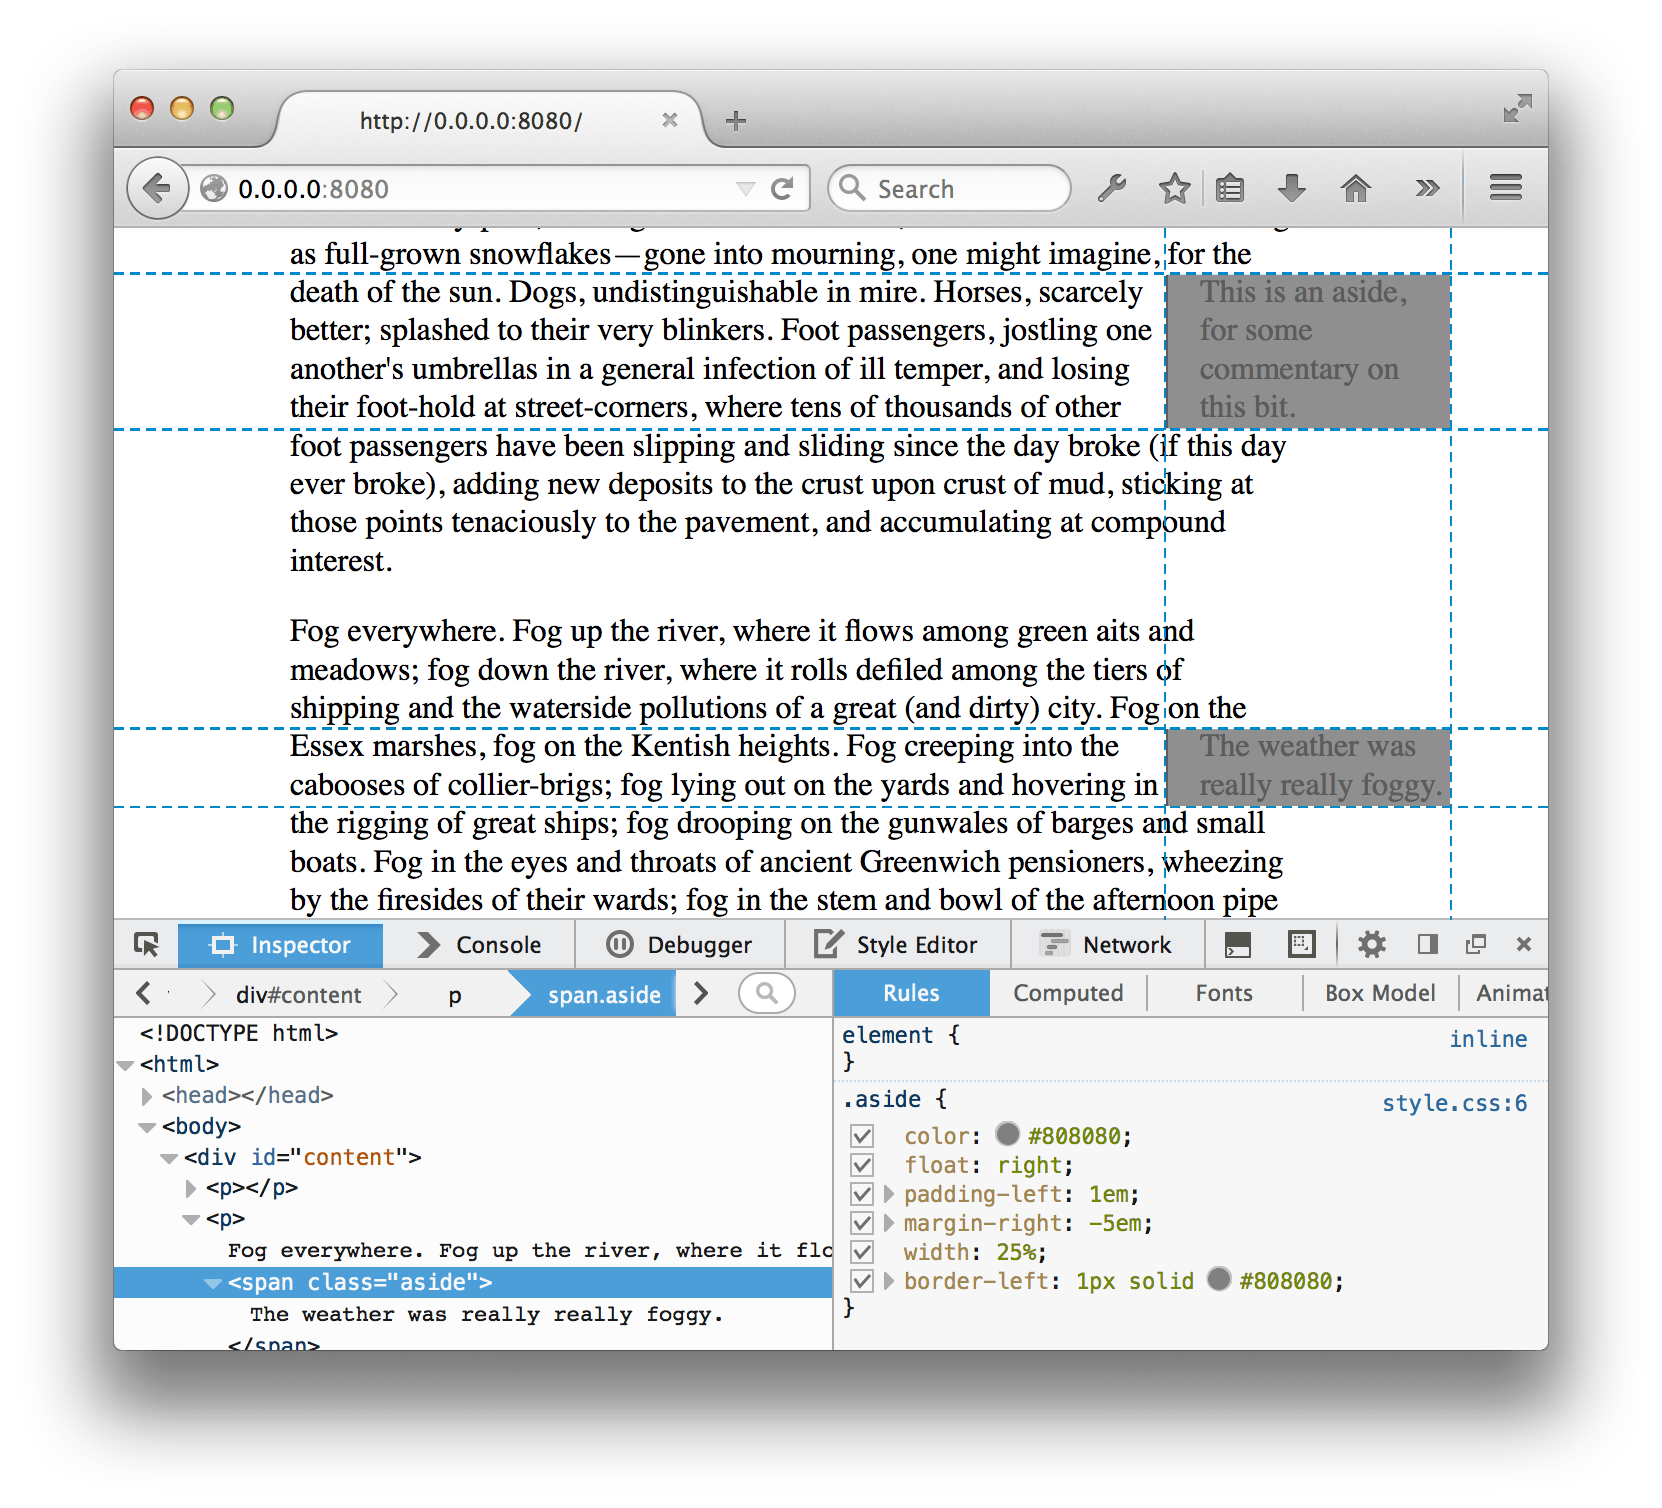 http://0.0.0.0:8080/
0.0.0.0:8080
Search
as full-grown snowflakes—gone into mourning, one might imagine, for the
death of the sun. Dogs, undistinguishable in mire. Horses, scarcely
better; splashed to their very blinkers. Foot passengers, jostling one
another's umbrellas in a general infection of ill temper, and losing
their foot-hold at street-corners, where tens of thousands of other
foot passengers have been slipping and sliding since the day broke (if this day
ever broke), adding new deposits to the crust upon crust of mud, sticking at
those points tenaciously to the pavement, and accumulating at compound
interest.
This is an aside,
for some
commentary on
this bit.
Fog everywhere. Fog up the river, where it flows among green aits and
meadows; fog down the river, where it rolls defiled among the tiers of
shipping and the waterside pollutions of a great (and dirty) city. Fog on the
Essex marshes, fog on the Kentish heights. Fog creeping into the
cabooses of collier-brigs; fog lying out on the yards and hovering in
the rigging of great ships; fog drooping on the gunwales of barges and small
boats. Fog in the eyes and throats of ancient Greenwich pensioners, wheezing
by the firesides of their wards; fog in the stem and bowl of the afternoon pipe
The weather was
really really foggy.
Inspector
Console
Debugger
Style Editor
Network
div#content
p
span.aside
Rules
Computed
Fonts
Box Model
Animat
<!DOCTYPE html>
<html>
<head></head>
<body>
<div id="content">
<p></p>
<p>
Fog everywhere. Fog up the river, where it flo
<span class="aside">
The weather was really really foggy.
</span>
element {
inline
}
.aside {
style.css:6
color: #808080;
float: right;
padding-left: 1em;
margin-right: -5em;
width: 25%;
border-left: 1px solid #808080;
}